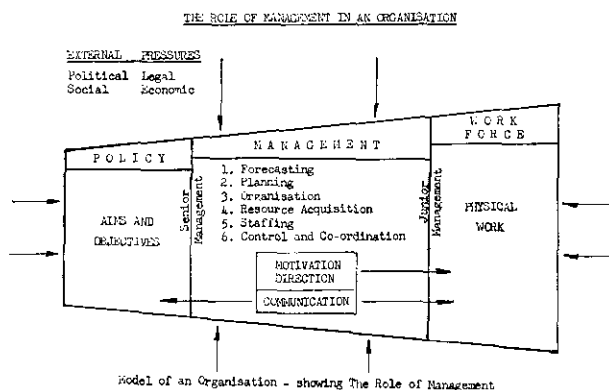 THE ROLE OF MANAGEMENT IN AN ORGANISATION
EXTERNAL PRESSURES
Political Legal
Social Economic
POLICY
MANAGEMENT
WORK
FORCE
AIMS AND
OBJECTIVES
Senior
Management
1. Forecasting
2. Planning
3. Organisation
4. Resource Acquisition
5. Staffing
6. Control and Co-ordination
MOTIVATION
DIRECTION
COMMUNICATION
Junior
Management
PHYSICAL
WORK
Model of an Organisation - showing The Role of Management